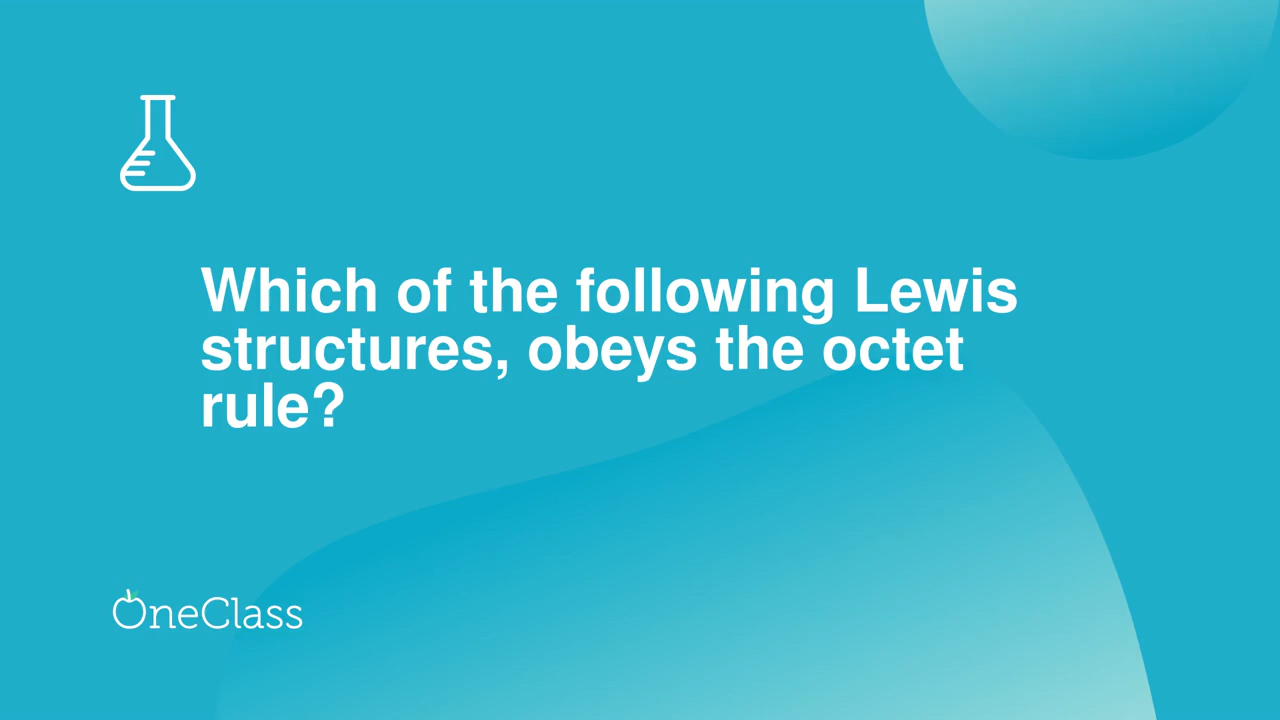 Which of the following Lewis
structures, obeys the octet
rule?
OneClass